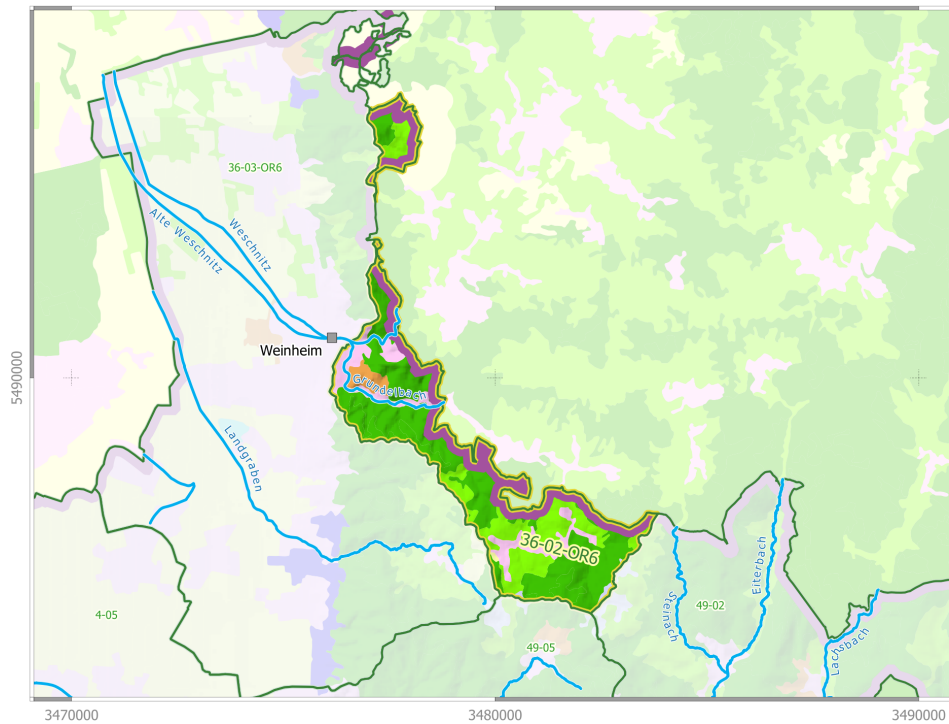 36-03-OR6
Weschnitz
Alte Weschnitz
Weinheim
Grundelbach
5490000
Landgraben
36-02-OR6
Eiterbach
Steinach
49-02
4-05
49-05
Lachsbach
3470000
3480000
3490000